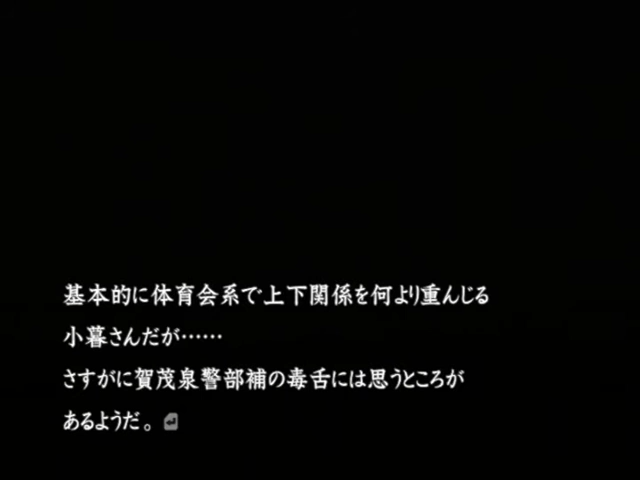 基本的に体育会系で上下関係を何より重んじる
小暮さんだが……
さすがに賀茂泉警部補の毒舌には思うところが
あるようだ。